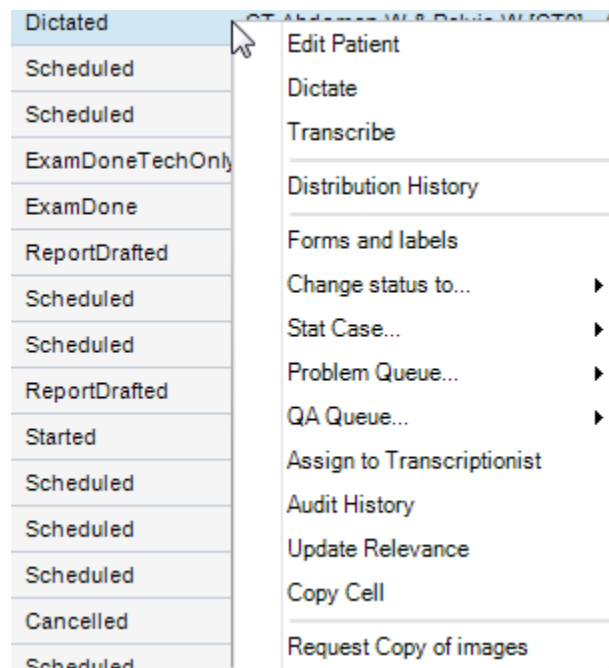 Dictated
Scheduled
Scheduled
ExamDoneTechOnly
ExamDone
ReportDrafted
Scheduled
Scheduled
ReportDrafted
Started
Scheduled
Scheduled
Scheduled
Cancelled
Scheduled
Edit Patient
Dictate
Transcribe
Distribution History
Forms and labels
Change status to...
Stat Case...
Problem Queue...
QA Queue...
Assign to Transcriptionist
Audit History
Update Relevance
Copy Cell
Request Copy of images